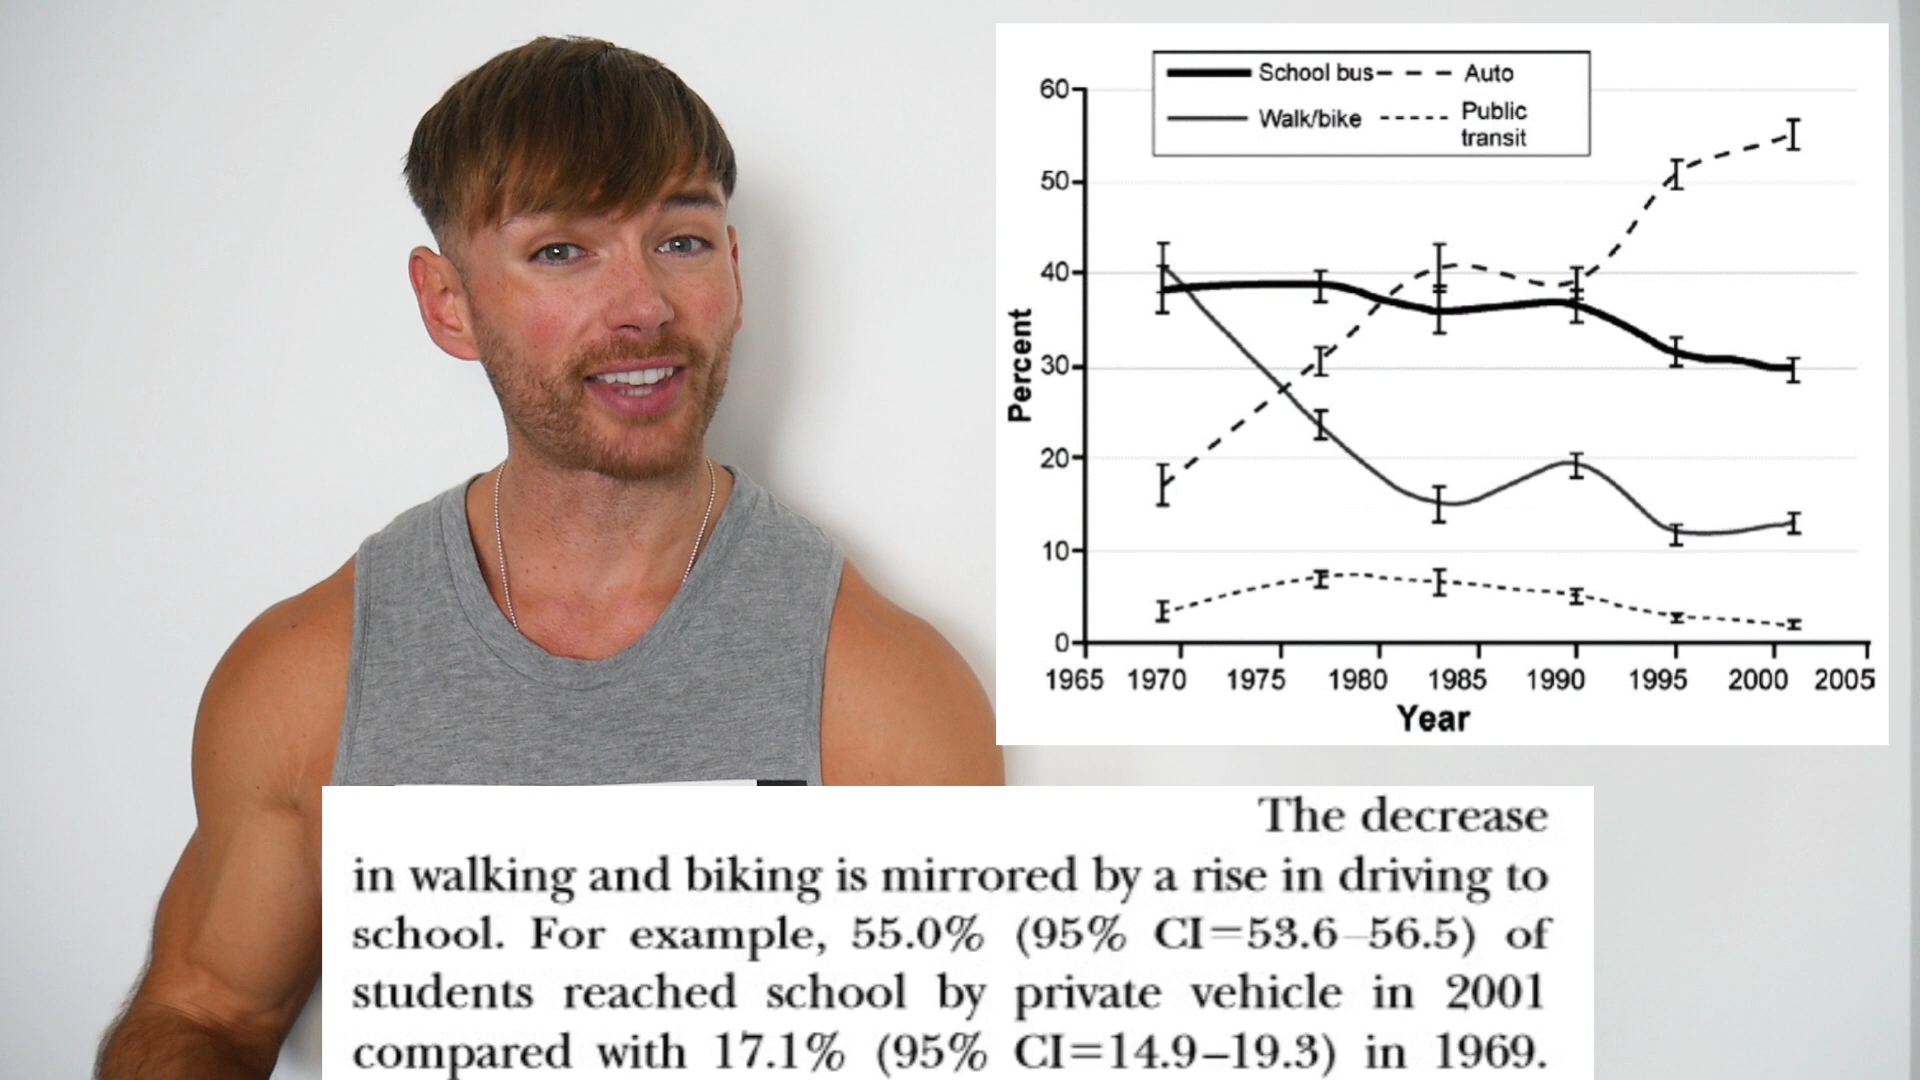 School bus Auto
Walk/bike Public
transit
60
50
40
30
20
10
0
Percent
1965 1970 1975 1980 1985 1990 1995 2000 2005
Year
The decrease
in walking and biking is mirrored by a rise in driving to
school. For example, 55.0% (95% CI=53.6–56.5) of
students reached school by private vehicle in 2001
compared with 17.1% (95% CI=14.9–19.3) in 1969.